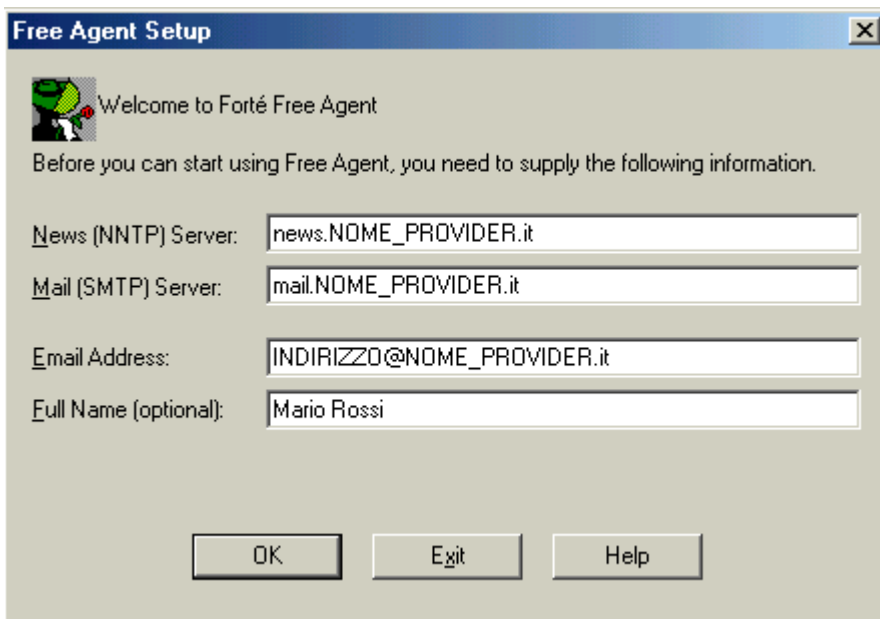 Free Agent Setup
Welcome to Forté Free Agent
Before you can start using Free Agent, you need to supply the following information.
News (NNTP) Server: news.NOME_PROVIDER.it
Mail (SMTP) Server: mail.NOME_PROVIDER.it
Email Address: INDIRIZZO@NOME_PROVIDER.it
Full Name (optional): Mario Rossi
OK Exit Help